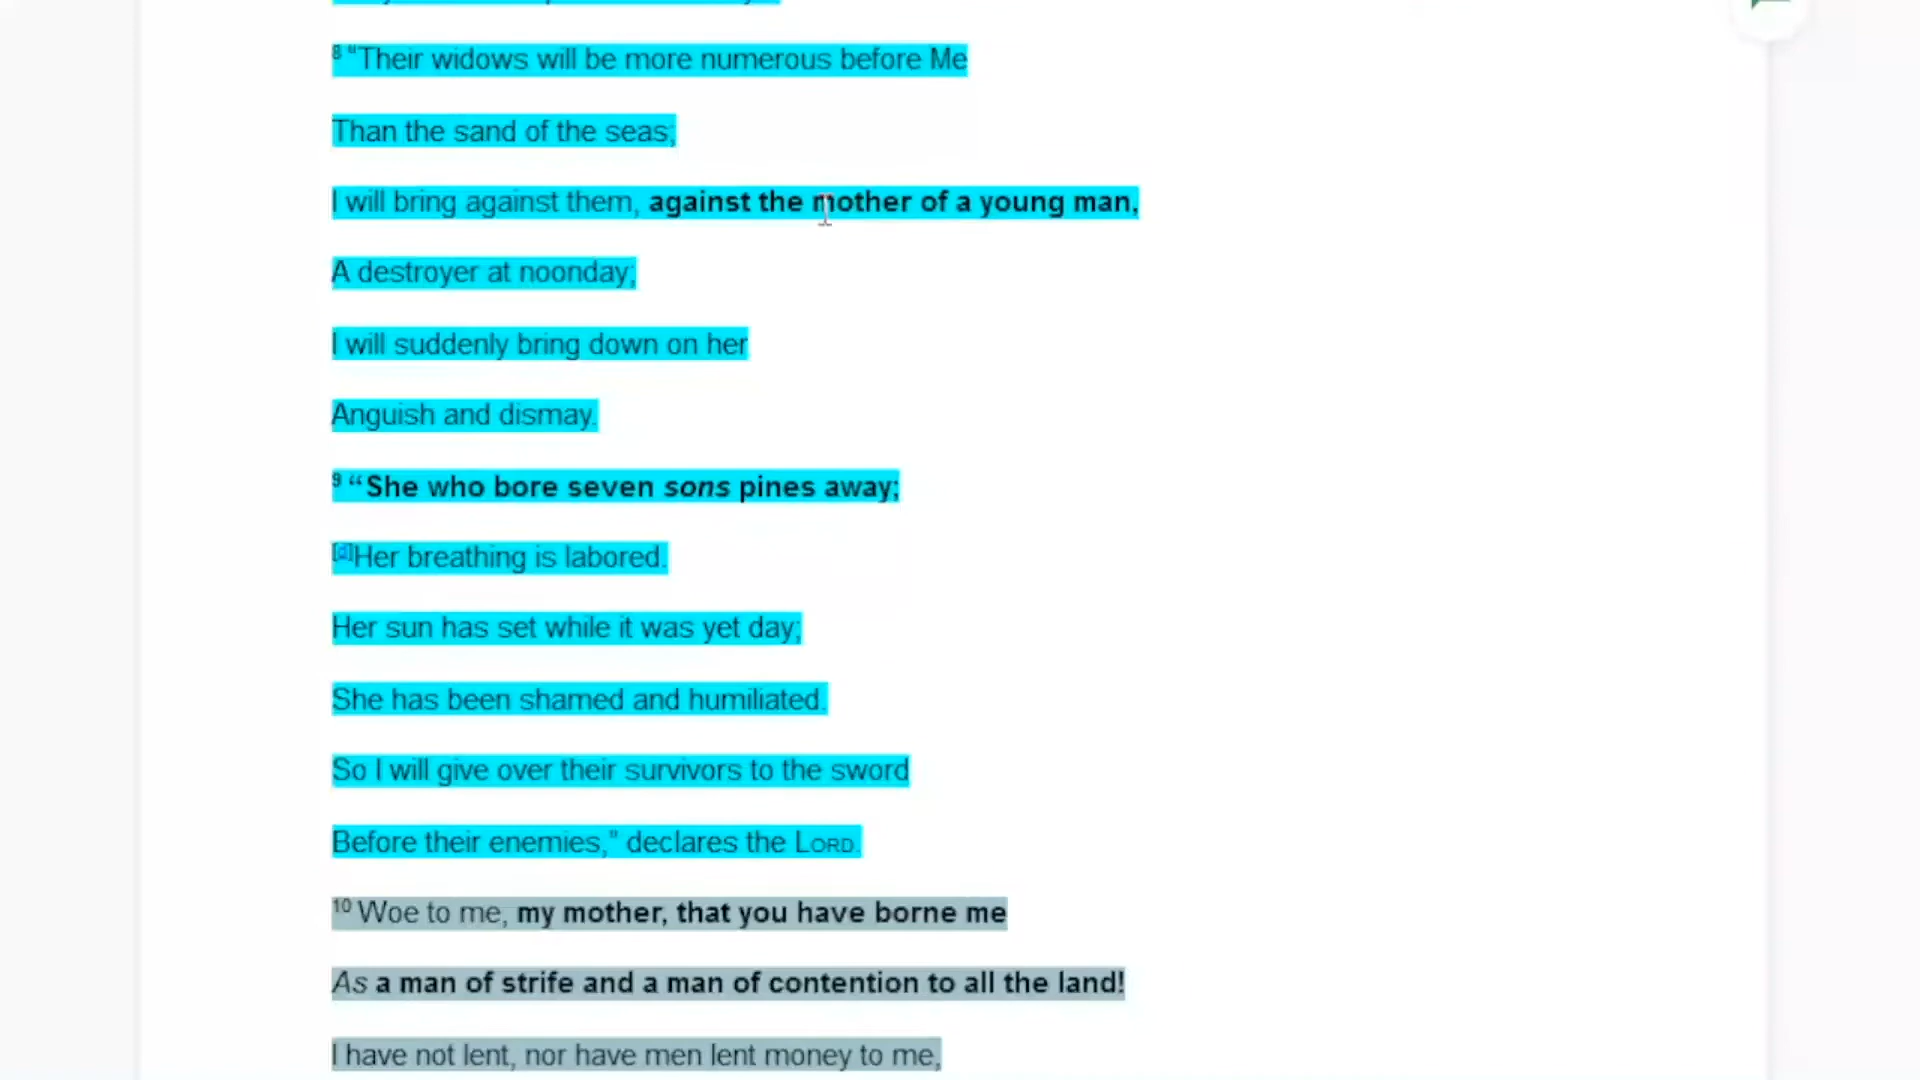 8 “Their widows will be more numerous before Me
Than the sand of the seas;
I will bring against them, against the mother of a young man,
A destroyer at noonday;
I will suddenly bring down on her
Anguish and dismay.
9 “She who bore seven sons pines away;
[d]Her breathing is labored.
Her sun has set while it was yet day;
She has been shamed and humiliated.
So I will give over their survivors to the sword
Before their enemies,” declares the LORD.
10 Woe to me, my mother, that you have borne me
As a man of strife and a man of contention to all the land!
I have not lent, nor have men lent money to me,